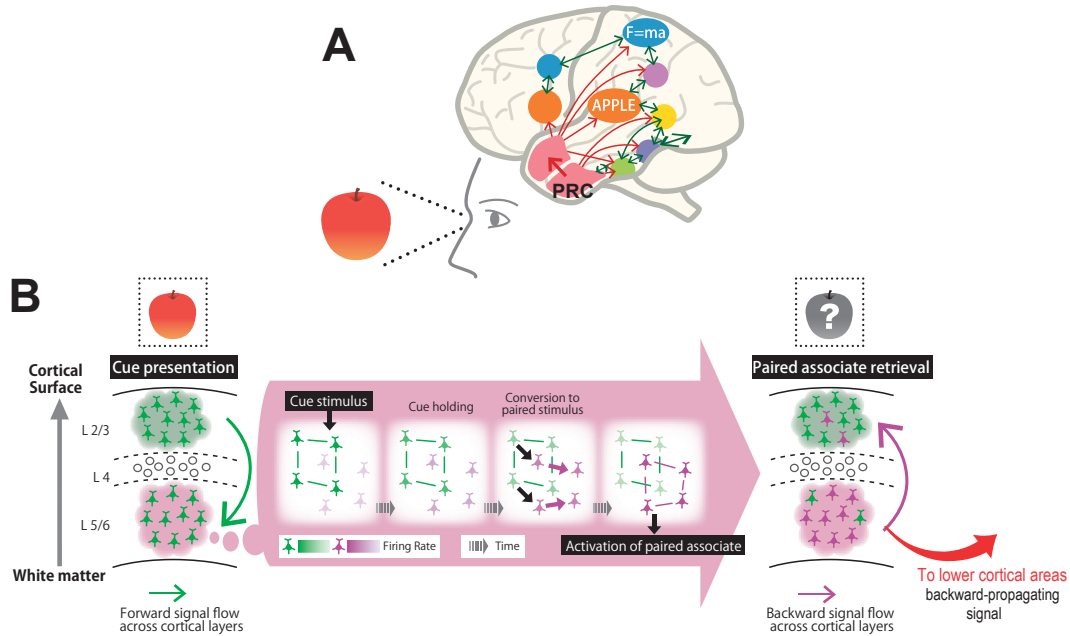 A
F=ma
APPLE
PRC
B
?
Cortical
Surface
Cue presentation
Paired associate retrieval
Cue stimulus
Cue holding
Conversion to
paired stimulus
L 2/3
L 4
L 5/6
Firing Rate
Time
Activation of paired associate
White matter
To lower cortical areas
backward-propagating
signal
Forward signal flow
across cortical layers
Backward signal flow
across cortical layers